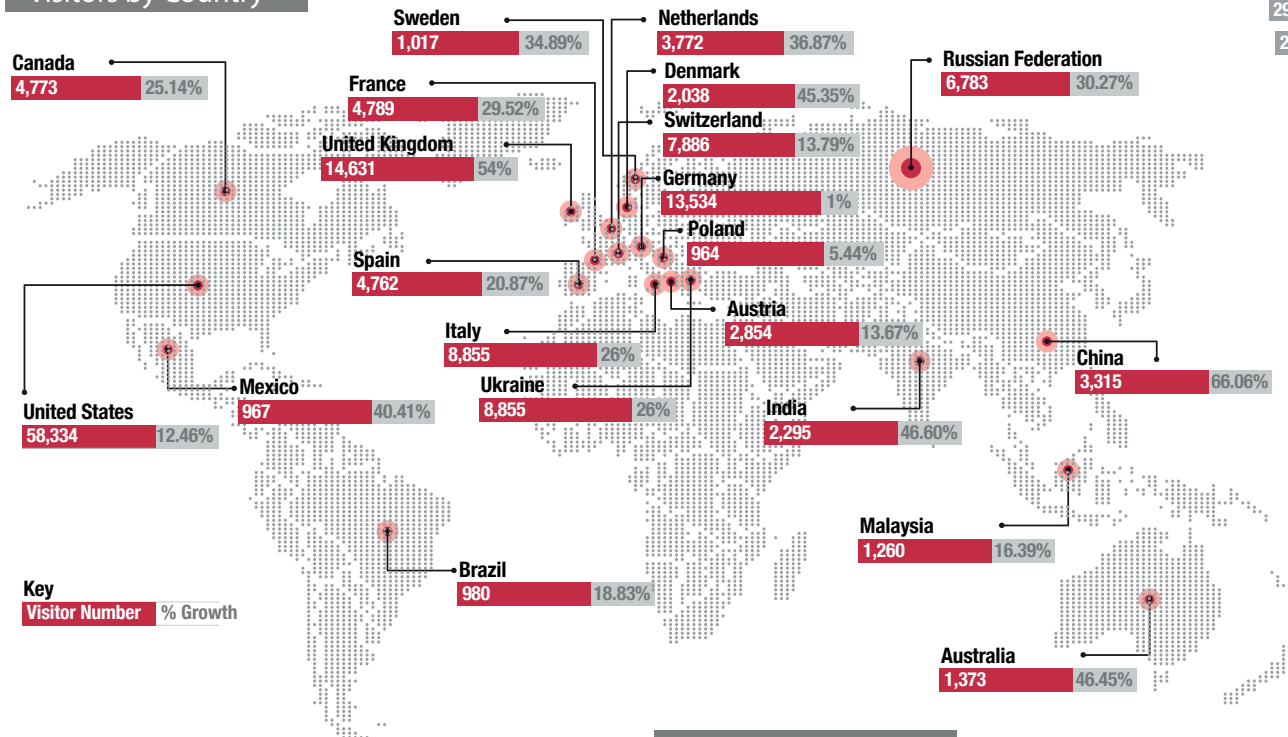 Visitors by Country
Sweden
1,017 34.89%
Netherlands
3,772 36.87%
Canada
4,773 25.14%
France
4,789 29.52%
Denmark
2,038 45.35%
Russian Federation
6,783 30.27%
United Kingdom
14,631 54%
Switzerland
7,886 13.79%
Germany
13,534 1%
Poland
964 5.44%
Spain
4,762 20.87%
Austria
2,854 13.67%
Italy
8,855 26%
China
3,315 66.06%
Ukraine
8,855 26%
Mexico
967 40.41%
United States
58,334 12.46%
India
2,295 46.60%
Malaysia
1,260 16.39%
Brazil
980 18.83%
Key
Visitor Number % Growth
Australia
1,373 46.45%